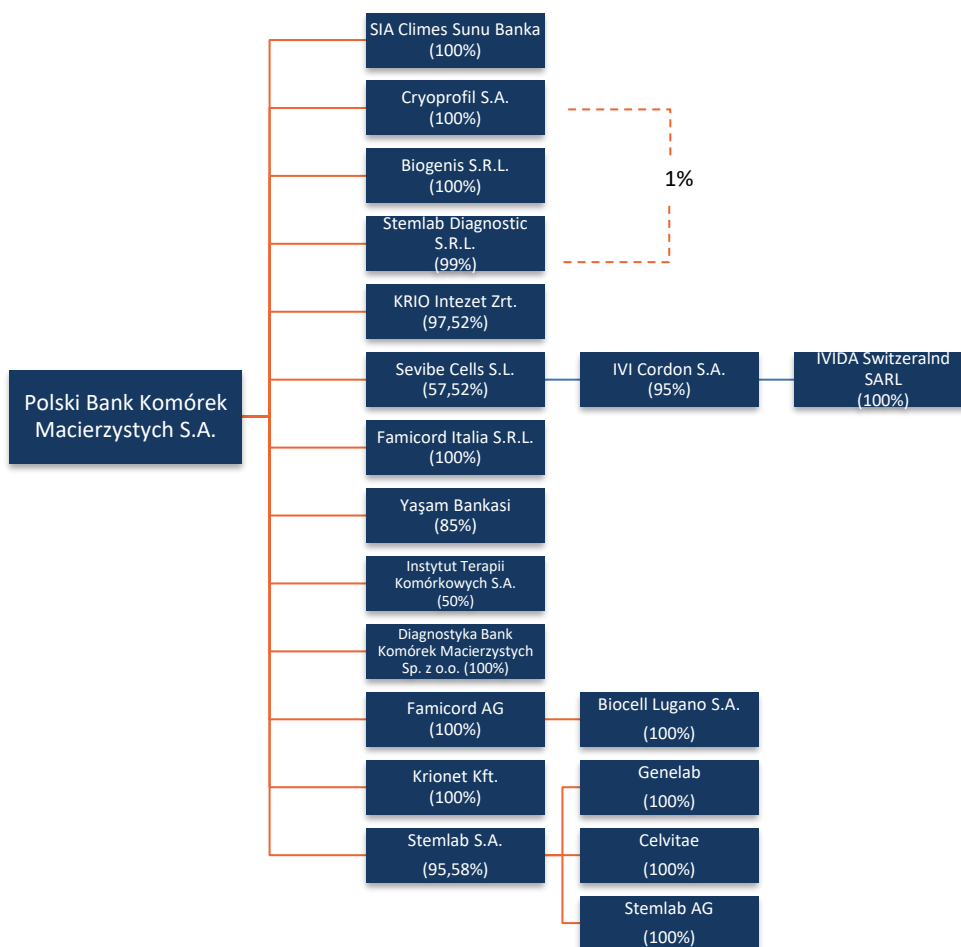 SIA Climes Sunu Banka
(100%)
Cryoprofil S.A.
(100%)
1%
Biogenis S.R.L.
(100%)
Stemlab Diagnostic
S.R.L.
(99%)
KRIO Intezet Zrt.
(97,52%)
Polski Bank Komórek
Macierzystych S.A.
Sevibe Cells S.L.
(57,52%)
IVI Cordon S.A.
(95%)
IVIDA Switzeralnd
SARL
(100%)
Famicord Italia S.R.L.
(100%)
Yaşam Bankasi
(85%)
Instytut Terapii
Komórkowych S.A.
(50%)
Diagnostyka Bank
Komórek Macierzystych
Sp. z o.o. (100%)
Famicord AG
(100%)
Biocell Lugano S.A.
(100%)
Krionet Kft.
(100%)
Stemlab S.A.
(95,58%)
Genelab
(100%)
Celvitae
(100%)
Stemlab AG
(100%)